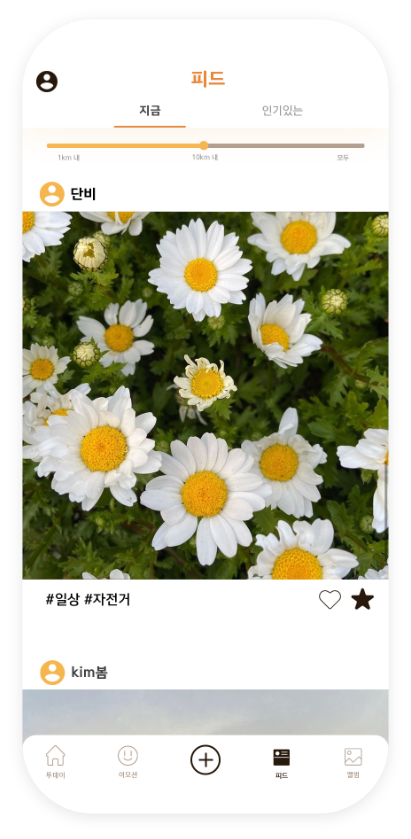 피드
지금 인기있는
1km 내 10km 내 모두
단비
#일상 #자전거
kim봄
투데이 이모션 피드 앨범